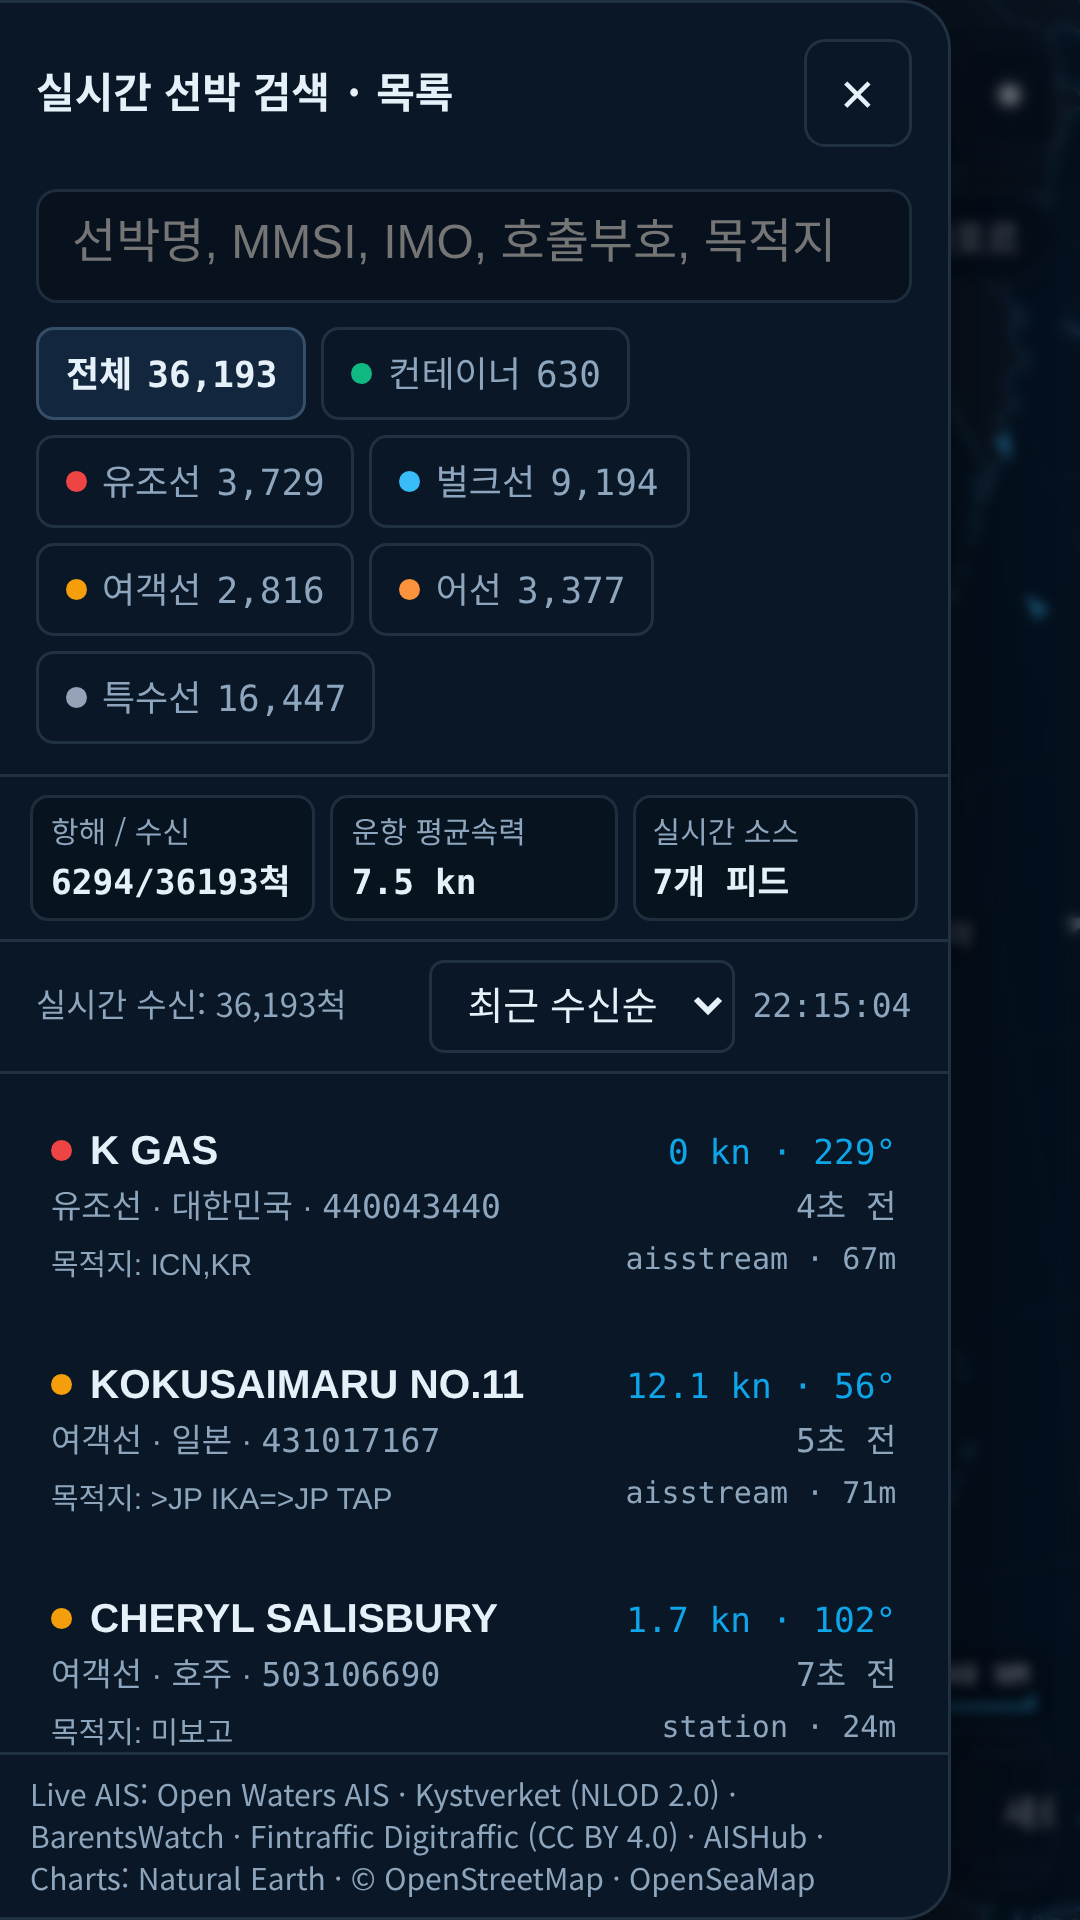 실시간 선박 검색 · 목록
선박명, MMSI, IMO, 호출부호, 목적지
전체 36,193
컨테이너 630
유조선 3,729
벌크선 9,194
여객선 2,816
어선 3,377
특수선 16,447
항해 / 수신
6294/36193척
운항 평균속력
7.5 kn
실시간 소스
7개 피드
실시간 수신: 36,193척
최근 수신순
22:15:04
K GAS
0 kn · 229°
유조선 · 대한민국 · 440043440
4초 전
목적지: ICN,KR
aisstream · 67m
KOKUSAIMARU NO.11
12.1 kn · 56°
여객선 · 일본 · 431017167
5초 전
목적지: >JP IKA=>JP TAP
aisstream · 71m
CHERYL SALISBURY
1.7 kn · 102°
여객선 · 호주 · 503106690
7초 전
목적지: 미보고
station · 24m
Live AIS: Open Waters AIS · Kystverket (NLOD 2.0) ·
BarentsWatch · Fintraffic Digitraffic (CC BY 4.0) · AISHub ·
Charts: Natural Earth · © OpenStreetMap · OpenSeaMap